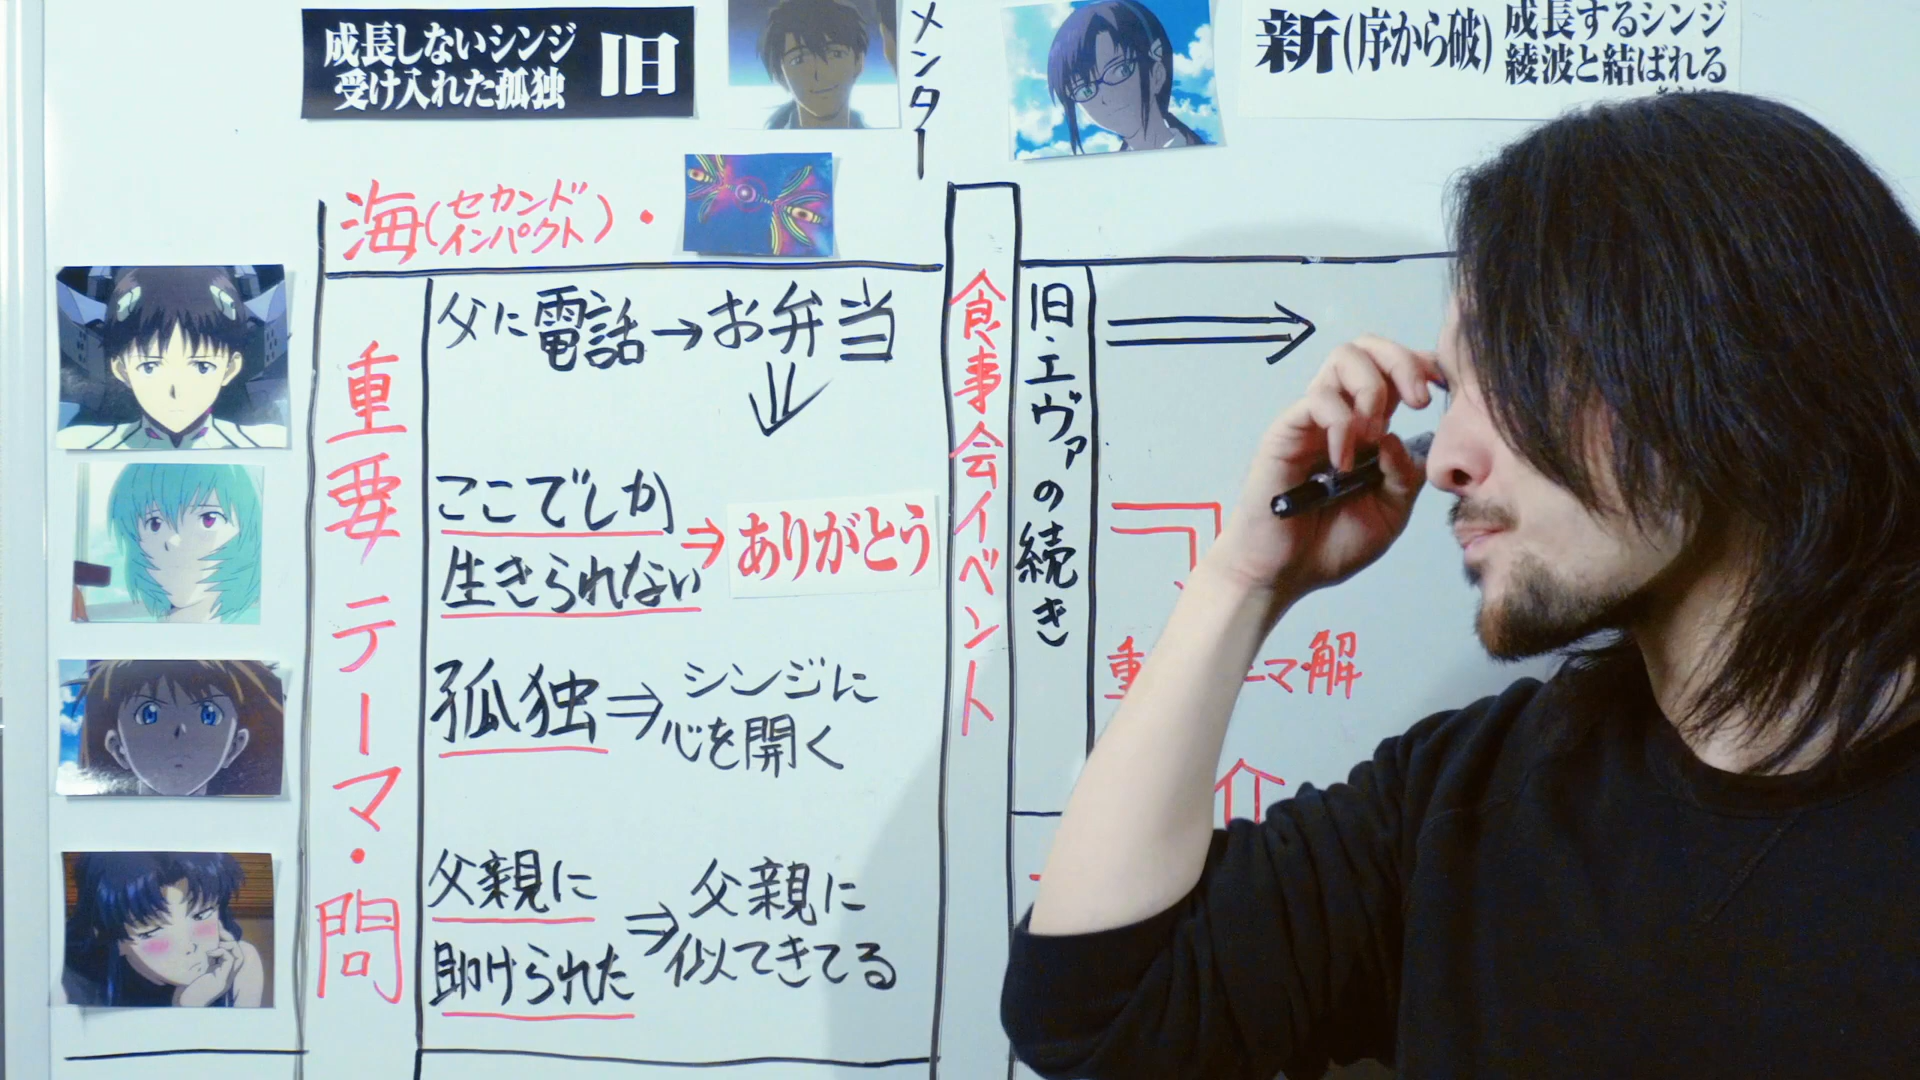 成長しないシンジ
受け入れた孤独
旧
メンター
新(序から破)
成長するシンジ
綾波と結ばれる
海(セカンド
インパクト)・
重要テーマ・問
父に電話→お弁当
ここでしか
生きられない
ありがとう
孤独⇒シンジに
心を開く
父親に
助けられた
父親に
似てきてる
食事会イベント
旧・エヴァの続き
マ・解